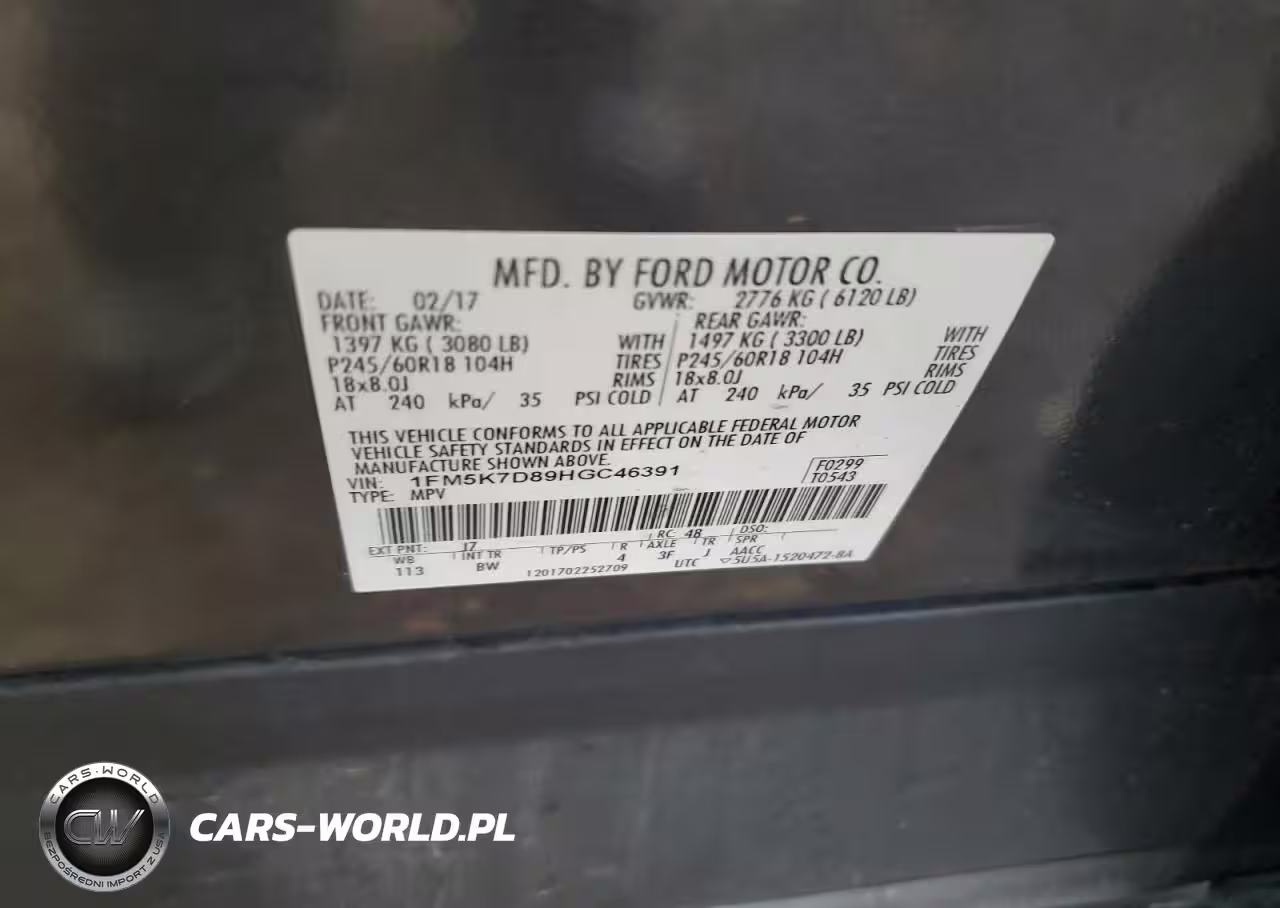 MFD. BY FORD MOTOR CO.
DATE: 02/17 GVWR: 2776 KG ( 6120 LB)
FRONT GAWR: REAR GAWR:
1397 KG ( 3080 LB) WITH 1497 KG ( 3300 LB) WITH
P245/60R18 104H TIRES P245/60R18 104H TIRES
18x8.0J RIMS 18x8.0J RIMS
AT 240 kPa/ 35 PSI COLD AT 240 kPa/ 35 PSI COLD
THIS VEHICLE CONFORMS TO ALL APPLICABLE FEDERAL MOTOR
VEHICLE SAFETY STANDARDS IN EFFECT ON THE DATE OF
MANUFACTURE SHOWN ABOVE.
VIN: 1FM5K7D89HGC46391 F0299
TYPE: MPV T0543
EXT PNT: J7 RC: 48 DSO:
WB INT TR TP/PS R AXLE TR SPR
113 BW 4 3F J AACC
1201702252709 UTC ▽5U5A-1520472-BA
CARS-WORLD
CW
BEZPOŚREDNI IMPORT Z USA
CARS-WORLD.PL